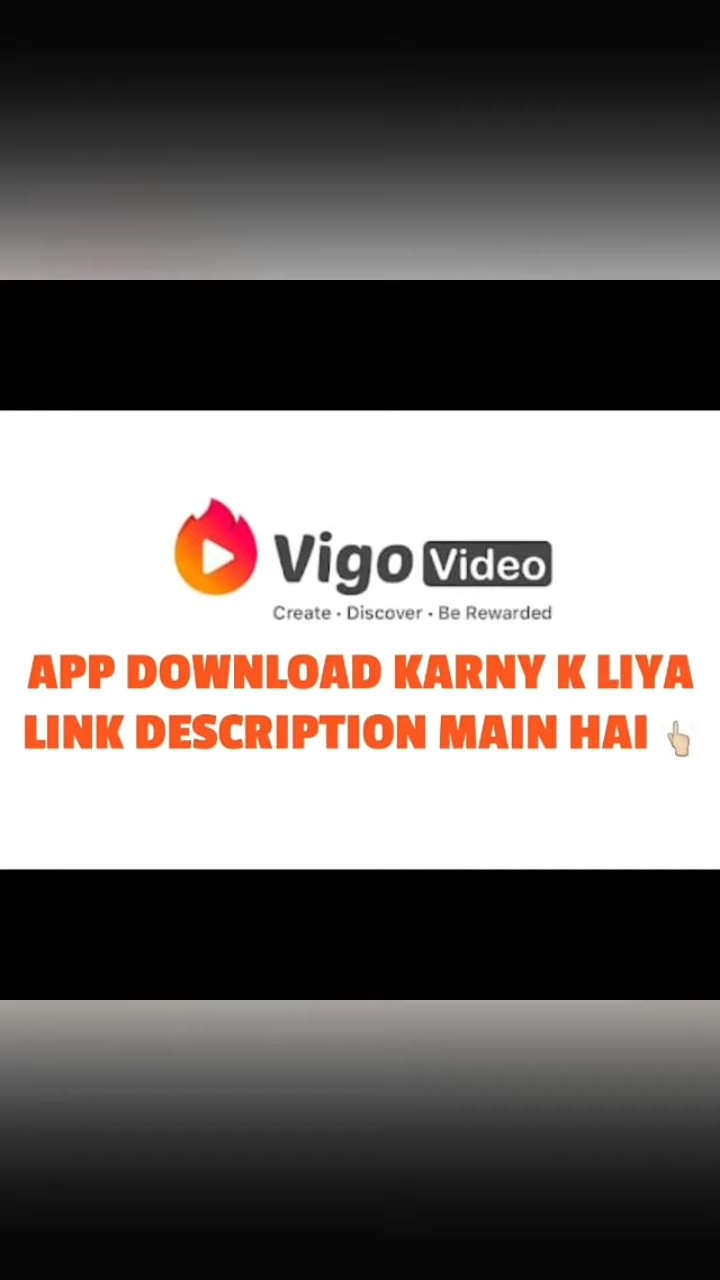 Vigo Video
Create • Discover • Be Rewarded
APP DOWNLOAD KARNY K LIYA
LINK DESCRIPTION MAIN HAI 👆🏼